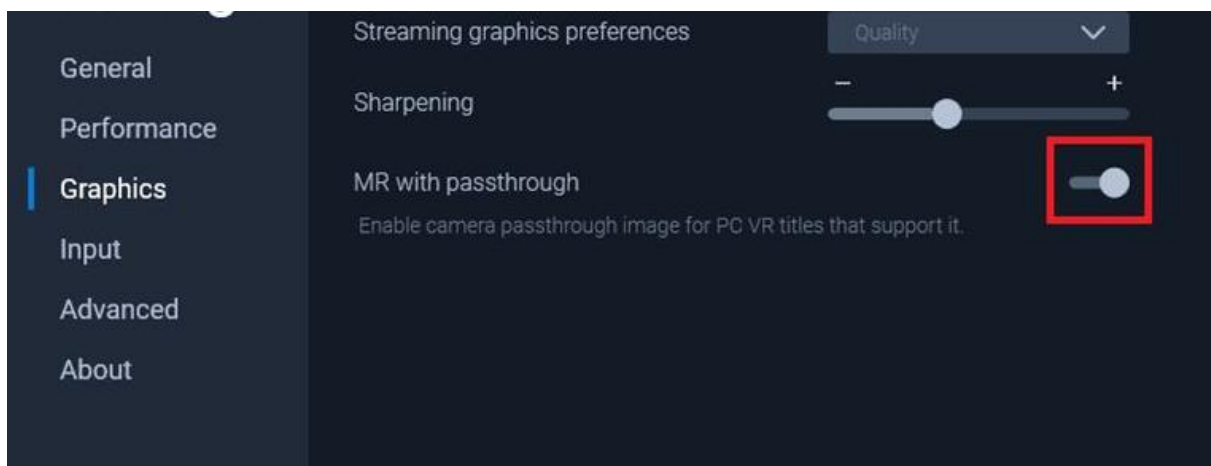 Streaming graphics preferences
Quality
General
Sharpening
- +
Performance
Graphics
MR with passthrough
Enable camera passthrough image for PC VR titles that support it.
Input
Advanced
About